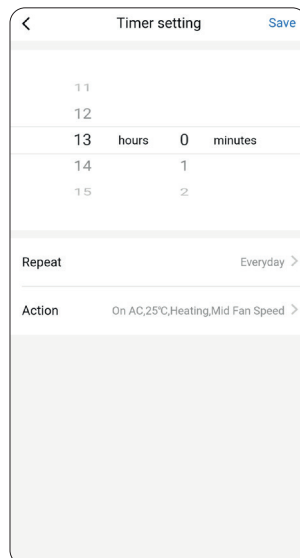 Timer setting Save
11
12
13 hours 0 minutes
14 1
15 2
Repeat Everyday
Action On AC,25℃,Heating,Mid Fan Speed